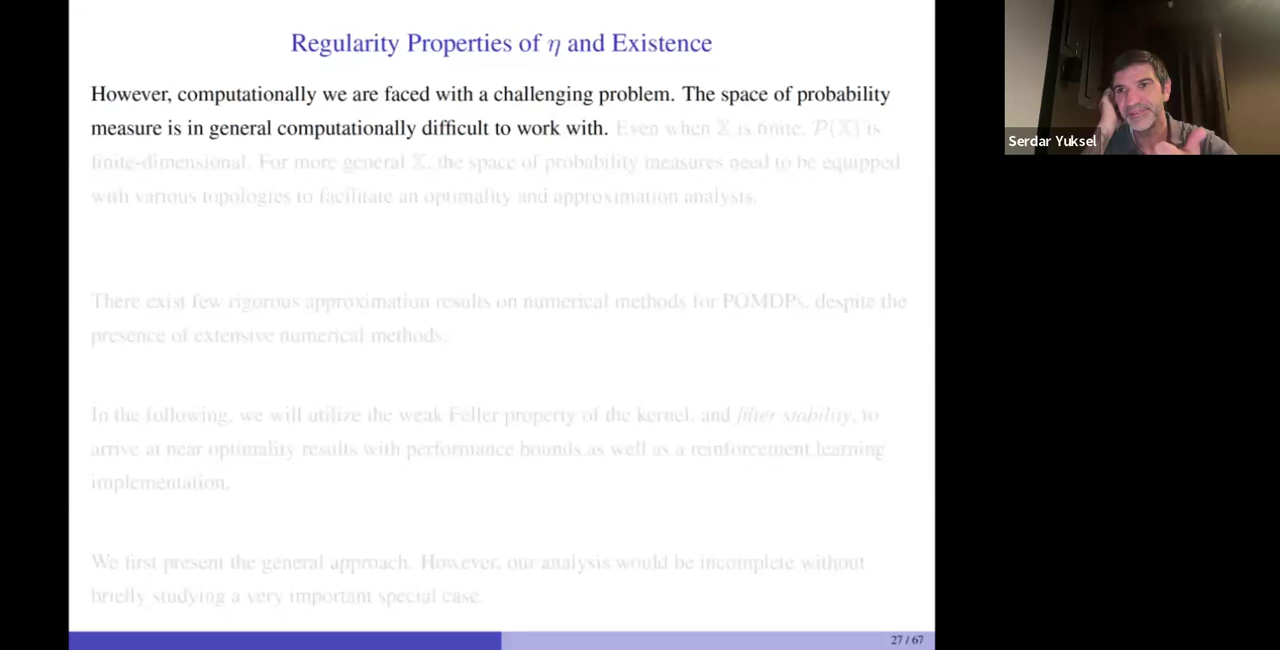 Regularity Properties of η and Existence
However, computationally we are faced with a challenging problem. The space of probability
measure is in general computationally difficult to work with. Even when 𝕏 is finite, 𝒫(𝕏) is
finite-dimensional. For more general 𝕏, the space of probability measures need to be equipped
with various topologies to facilitate an optimality and approximation analysis.
There exist few rigorous approximation results on numerical methods for POMDPs, despite the
presence of extensive numerical methods.
In the following, we will utilize the weak Feller property of the kernel, and filter stability, to
arrive at near optimality results with performance bounds as well as a reinforcement learning
implementation.
We first present the general approach. However, our analysis would be incomplete without
briefly studying a very important special case.
27 / 67
Serdar Yuksel